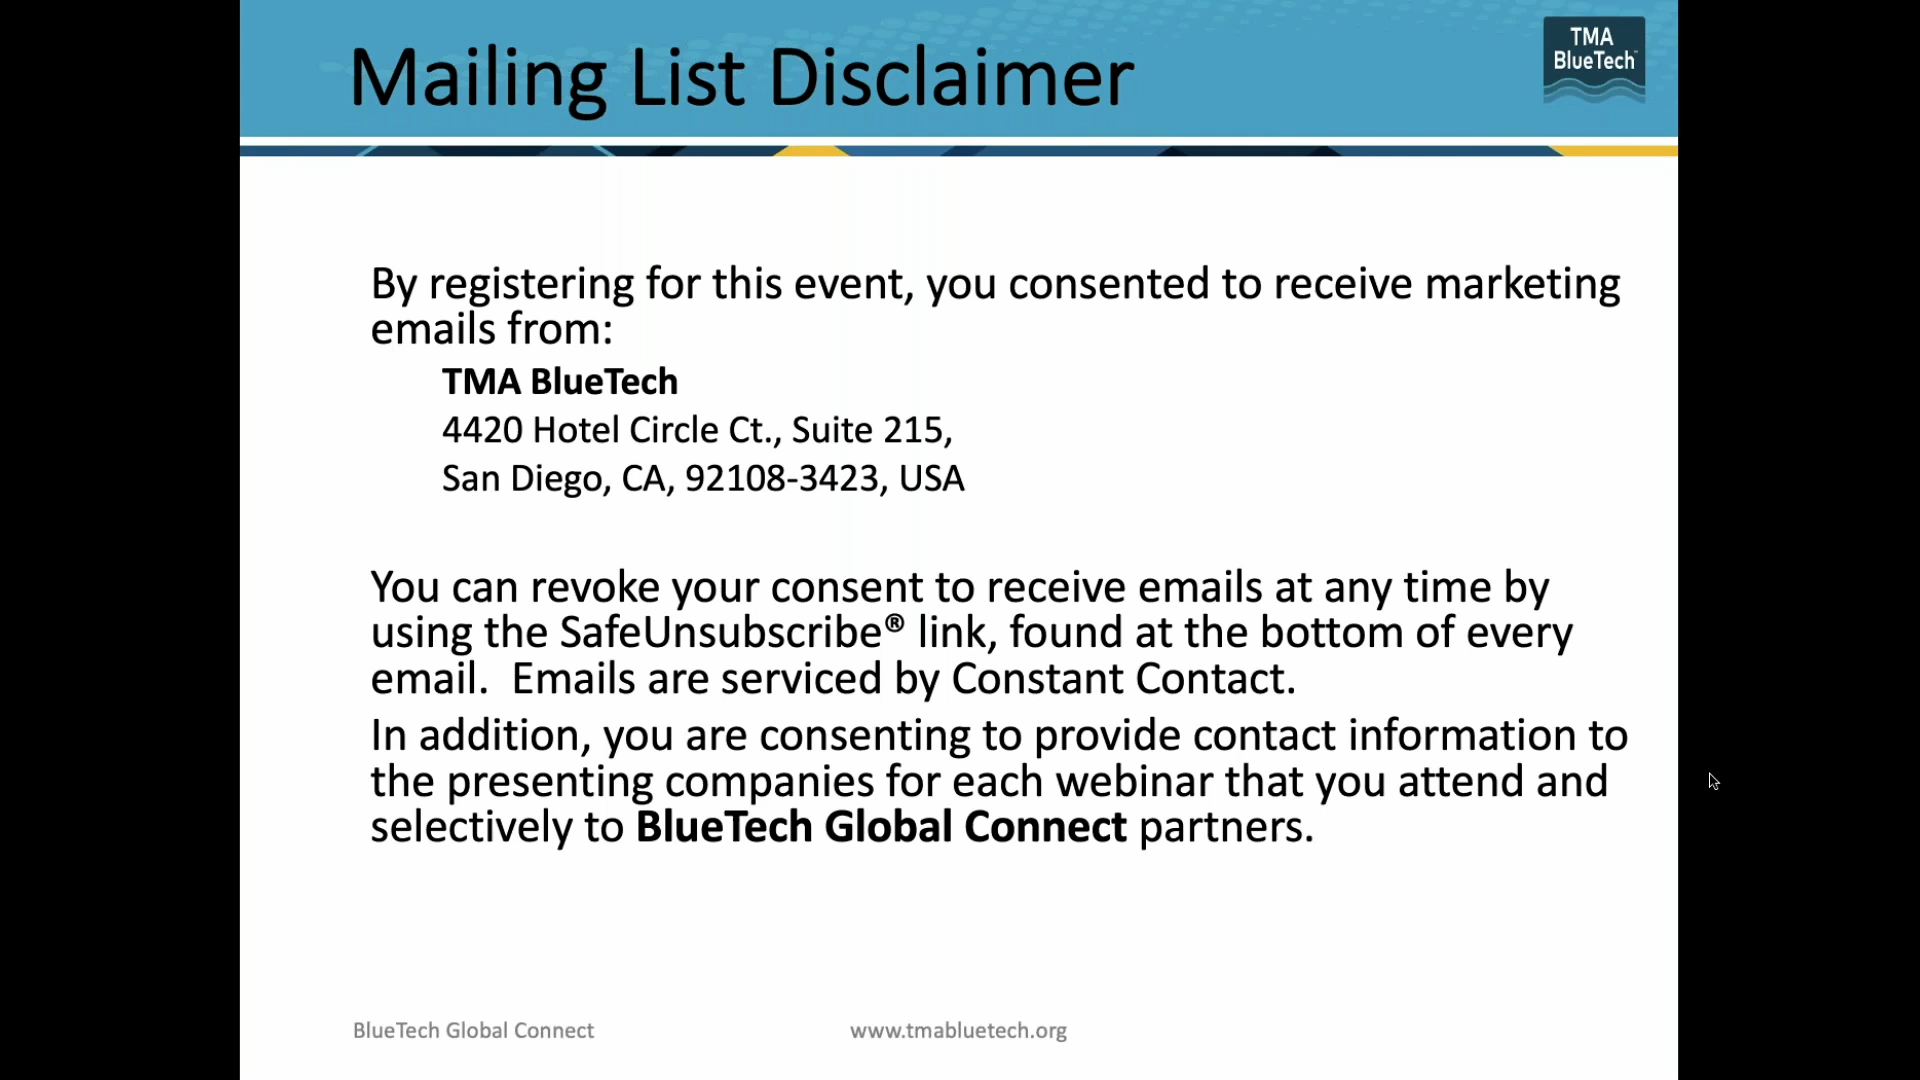 Mailing List Disclaimer
TMA
BlueTech
By registering for this event, you consented to receive marketing
emails from:
TMA BlueTech
4420 Hotel Circle Ct., Suite 215,
San Diego, CA, 92108-3423, USA
You can revoke your consent to receive emails at any time by
using the SafeUnsubscribe® link, found at the bottom of every
email.  Emails are serviced by Constant Contact.
In addition, you are consenting to provide contact information to
the presenting companies for each webinar that you attend and
selectively to BlueTech Global Connect partners.
BlueTech Global Connect
www.tmabluetech.org